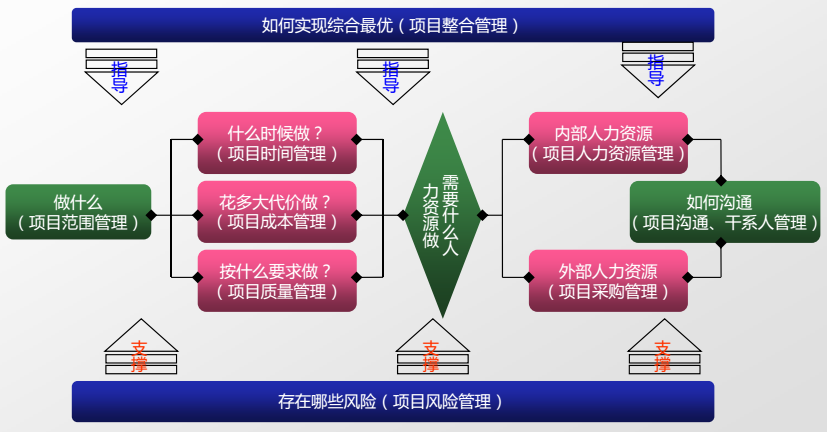 如何实现综合最优（项目整合管理）
指导
指导
指导
什么时候做？
（项目时间管理）
内部人力资源
（项目人力资源管理）
做什么
（项目范围管理）
花多大代价做？
（项目成本管理）
需要什么人
力资源做
如何沟通
（项目沟通、干系人管理）
按什么要求做？
（项目质量管理）
外部人力资源
（项目采购管理）
支撑
支撑
支撑
存在哪些风险（项目风险管理）